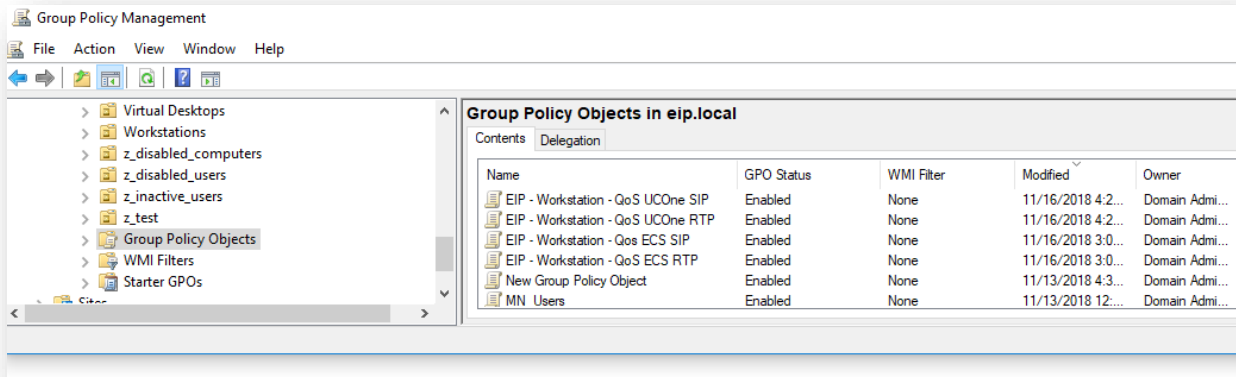 Group Policy Management
File Action View Window Help
Virtual Desktops
Workstations
z_disabled_computers
z_disabled_users
z_inactive_users
z_test
Group Policy Objects
WMI Filters
Starter GPOs
Sites
Group Policy Objects in eip.local
Contents Delegation
Name GPO Status WMI Filter Modified Owner
EIP - Workstation - QoS UCOne SIP Enabled None 11/16/2018 4:2... Domain Admi...
EIP - Workstation - QoS UCOne RTP Enabled None 11/16/2018 4:2... Domain Admi...
EIP - Workstation - Qos ECS SIP Enabled None 11/16/2018 3:0... Domain Admi...
EIP - Workstation - QoS ECS RTP Enabled None 11/16/2018 3:0... Domain Admi...
New Group Policy Object Enabled None 11/13/2018 4:3... Domain Admi...
MN_Users Enabled None 11/13/2018 12:... Domain Admi...